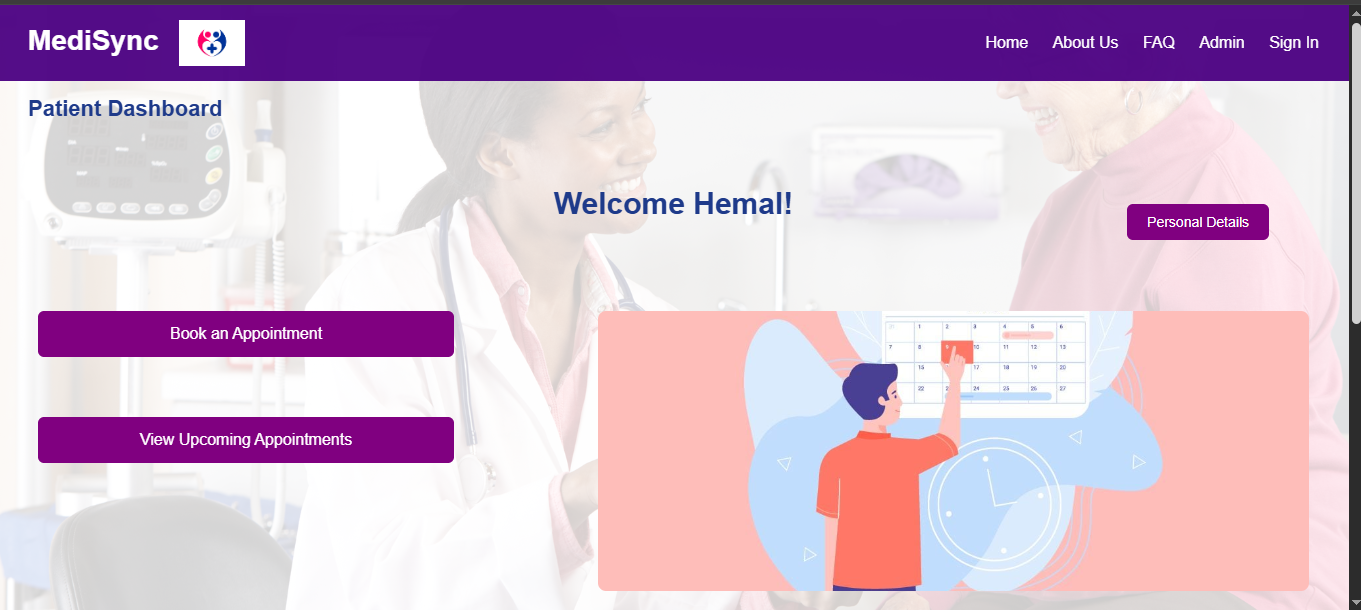 MediSync
Home About Us FAQ Admin Sign In
Patient Dashboard
Welcome Hemal!
Personal Details
Book an Appointment
View Upcoming Appointments
1 2 3 4 5 6
7 8 9 10 11 12 13
15 17 18 19 20
22 24 25 26 27